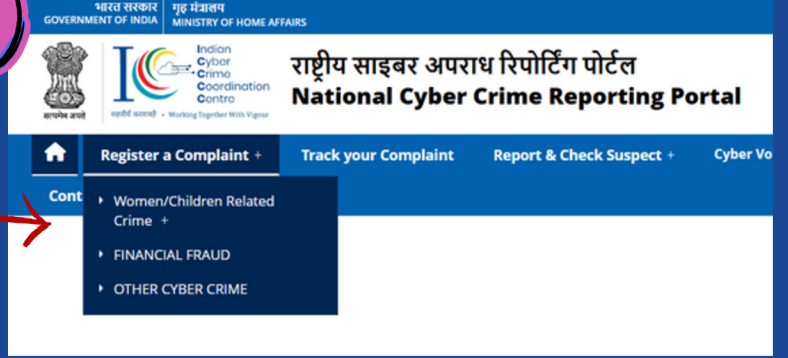 भारत सरकार
GOVERNMENT OF INDIA
गृह मंत्रालय
MINISTRY OF HOME AFFAIRS
सत्यमेव जयते
Indian
Cyber
Crime
Coordination
Centre
Working Together With Vigour
राष्ट्रीय साइबर अपराध रिपोर्टिंग पोर्टल
National Cyber Crime Reporting Portal
Register a Complaint +
Track your Complaint
Report & Check Suspect +
Cyber Vo
Cont
Women/Children Related
Crime +
FINANCIAL FRAUD
OTHER CYBER CRIME